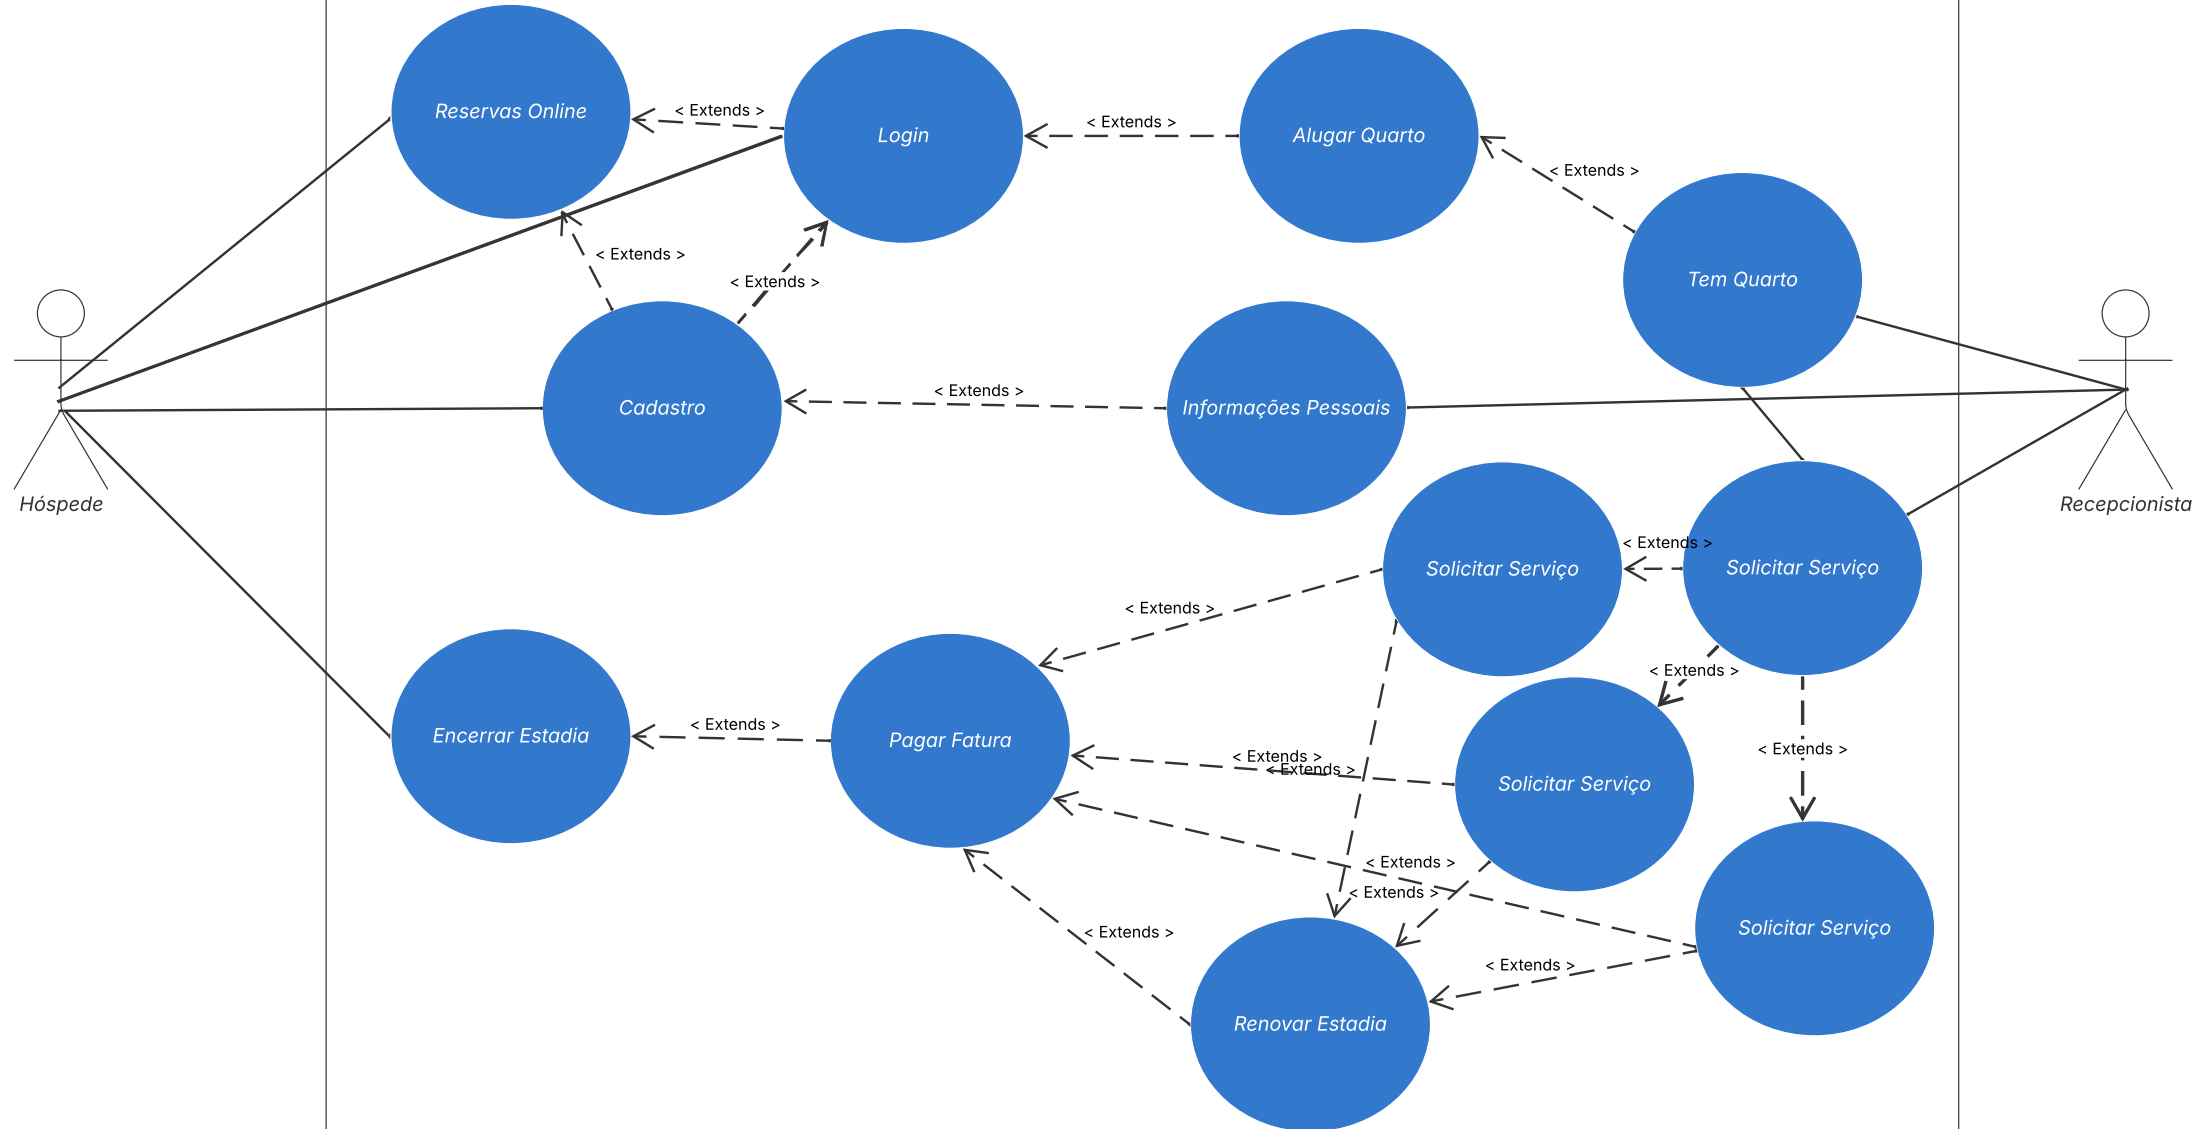 Reservas Online
< Extends >
Login
< Extends >
Alugar Quarto
< Extends >
Tem Quarto
< Extends >
< Extends >
Cadastro
< Extends >
Informações Pessoais
Hóspede
Recepcionista
Solicitar Serviço
< Extends >
Solicitar Serviço
< Extends >
< Extends >
Encerrar Estadia
< Extends >
Pagar Fatura
< Extends >
< Extends >
Solicitar Serviço
< Extends >
< Extends >
< Extends >
Solicitar Serviço
< Extends >
< Extends >
Renovar Estadia